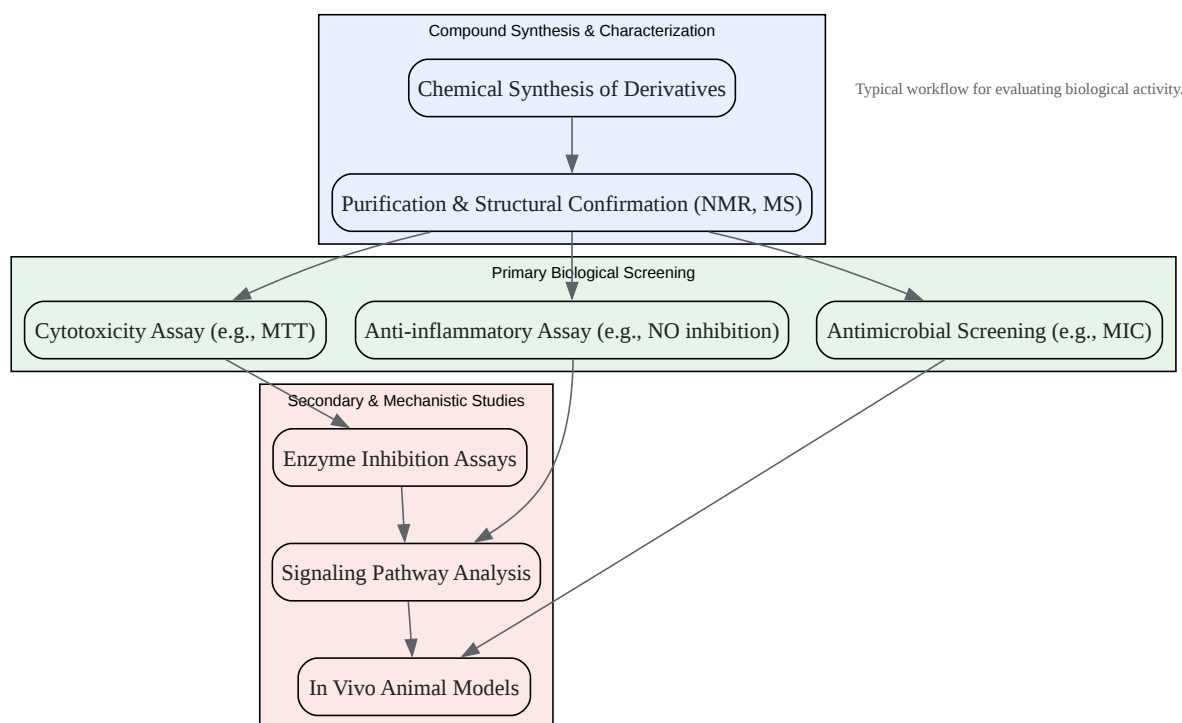 Compound Synthesis & Characterization
Chemical Synthesis of Derivatives
Typical workflow for evaluating biological activity.
Purification & Structural Confirmation (NMR, MS)
Primary Biological Screening
Cytotoxicity Assay (e.g., MTT)
Anti-inflammatory Assay (e.g., NO inhibition)
Antimicrobial Screening (e.g., MIC)
Secondary & Mechanistic Studies
Enzyme Inhibition Assays
Signaling Pathway Analysis
In Vivo Animal Models